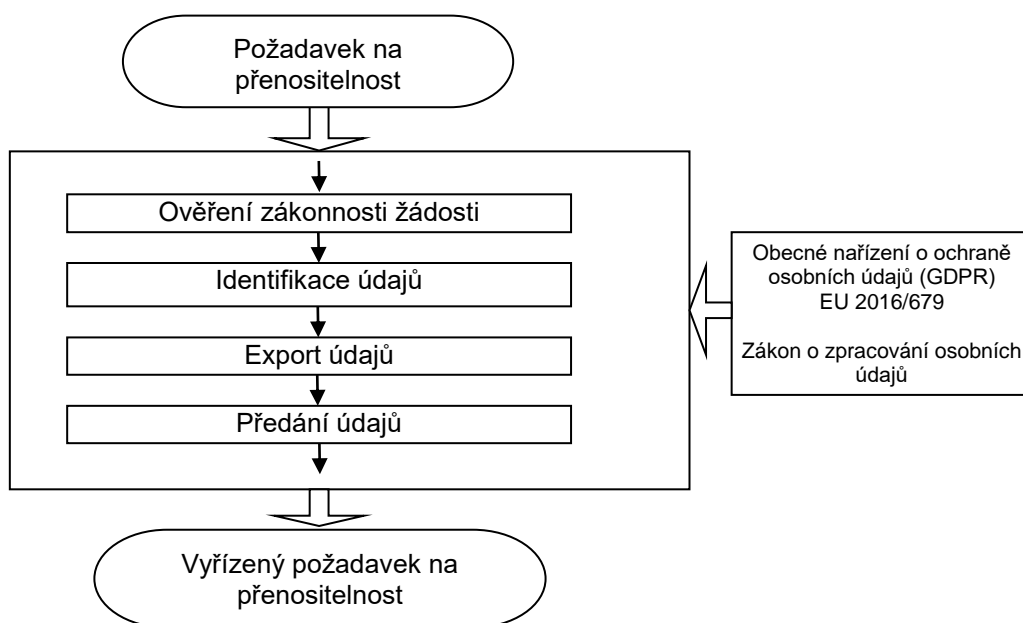 Požadavek na
přenositelnost
Ověření zákonnosti žádosti
Identifikace údajů
Export údajů
Předání údajů
Obecné nařízení o ochraně
osobních údajů (GDPR)
EU 2016/679
Zákon o zpracování osobních
údajů
Vyřízený požadavek na
přenositelnost